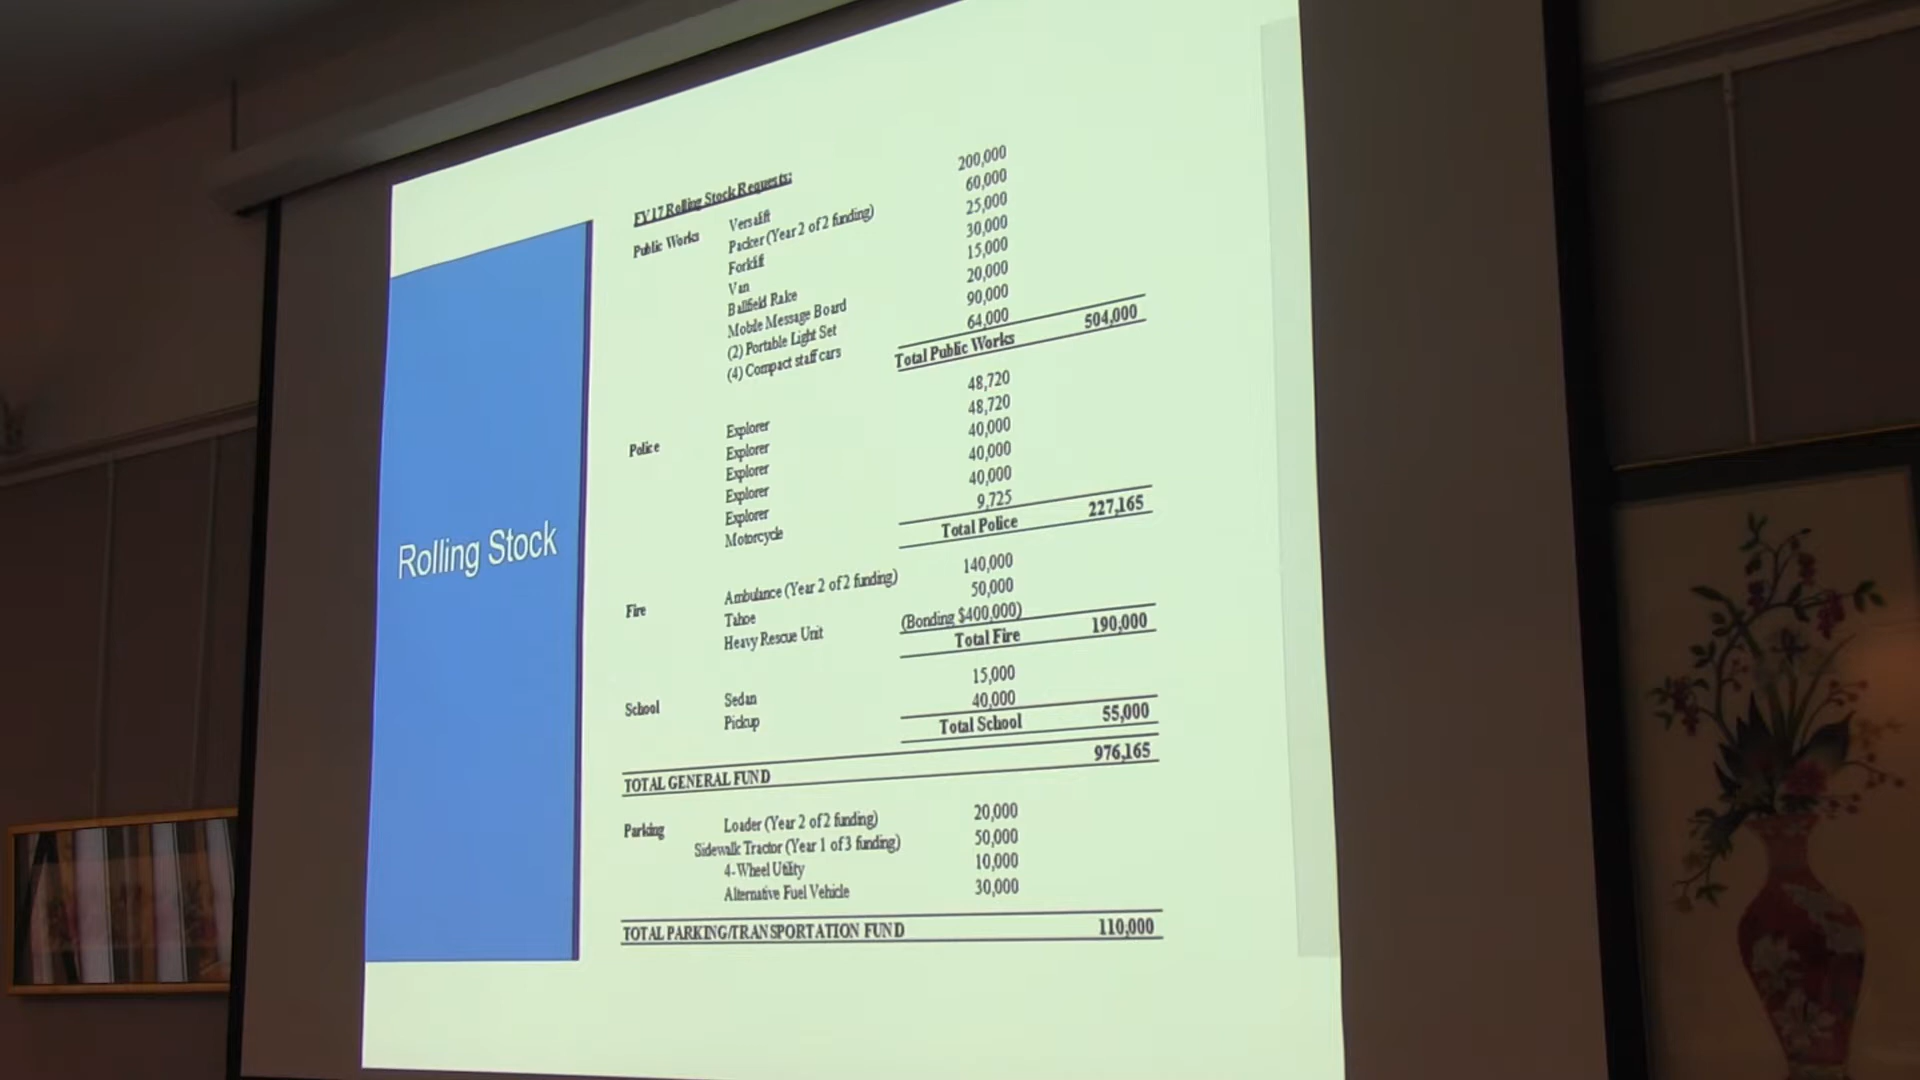 Rolling Stock
FY17 Rolling Stock Requests:
Public Works Versalift 200,000
Packer (Year 2 of 2 funding) 60,000
Forklift 25,000
Van 30,000
Ballfield Rake 15,000
Mobile Message Board 20,000
(2) Portable Light Set 90,000
(4) Compact staff cars 64,000
Total Public Works 504,000
Police Explorer 48,720
Explorer 48,720
Explorer 40,000
Explorer 40,000
Explorer 40,000
Motorcycle 9,725
Total Police 227,165
Fire Ambulance (Year 2 of 2 funding) 140,000
Tahoe 50,000
Heavy Rescue Unit (Bonding $400,000)
Total Fire 190,000
School Sedan 15,000
Pickup 40,000
Total School 55,000
TOTAL GENERAL FUND 976,165
Parking Loader (Year 2 of 2 funding) 20,000
Sidewalk Tractor (Year 1 of 3 funding) 50,000
4-Wheel Utility 10,000
Alternative Fuel Vehicle 30,000
TOTAL PARKING/TRANSPORTATION FUND 110,000